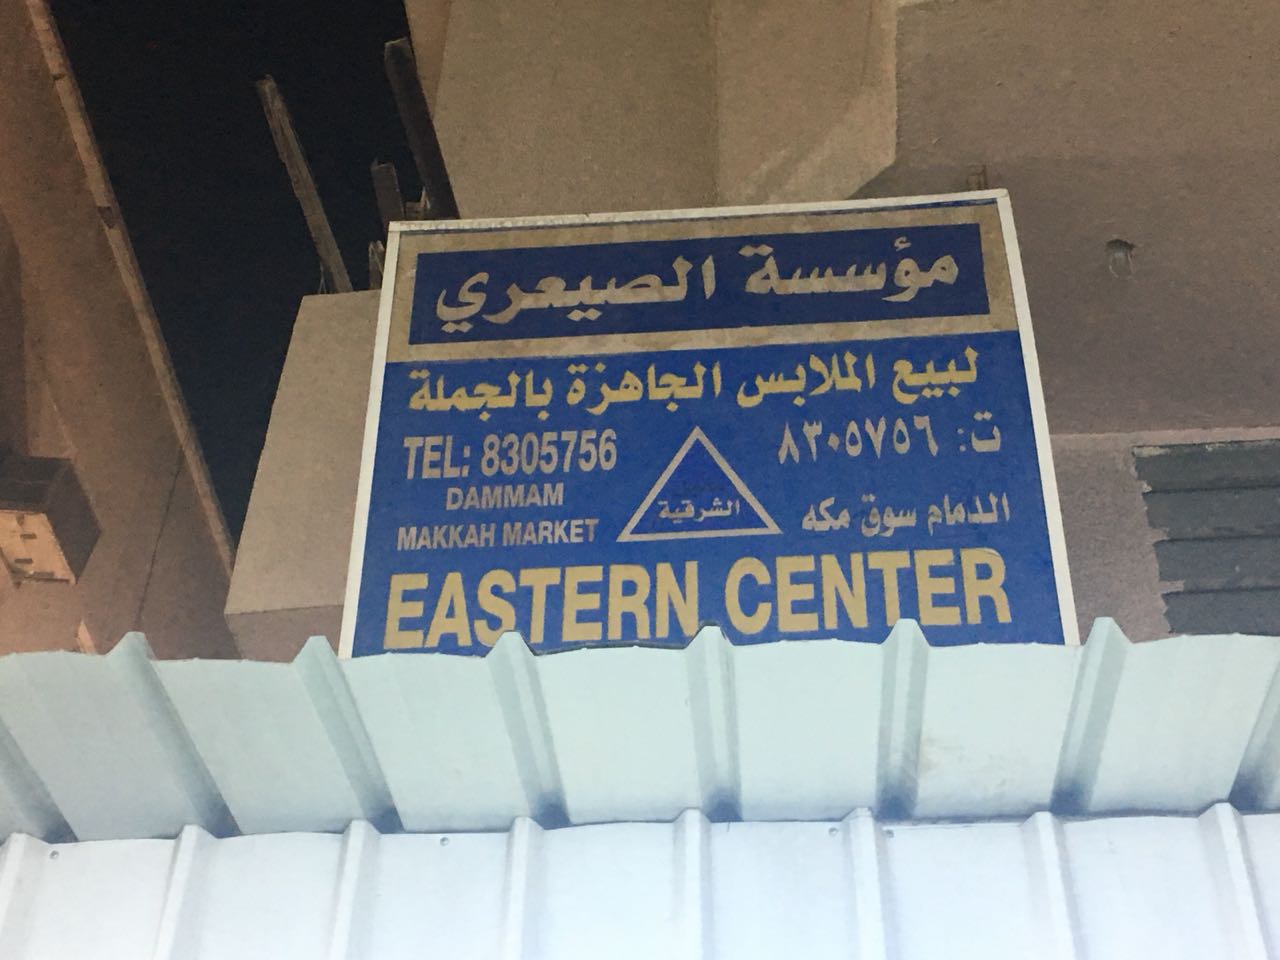 مؤسسة الصيعري
لبيع الملابس الجاهزة بالجملة
ت: ٨٣٠٥٧٥٦
TEL: 8305756
الدمام سوق مكه
DAMMAM
MAKKAH MARKET
الشرقية
EASTERN CENTER